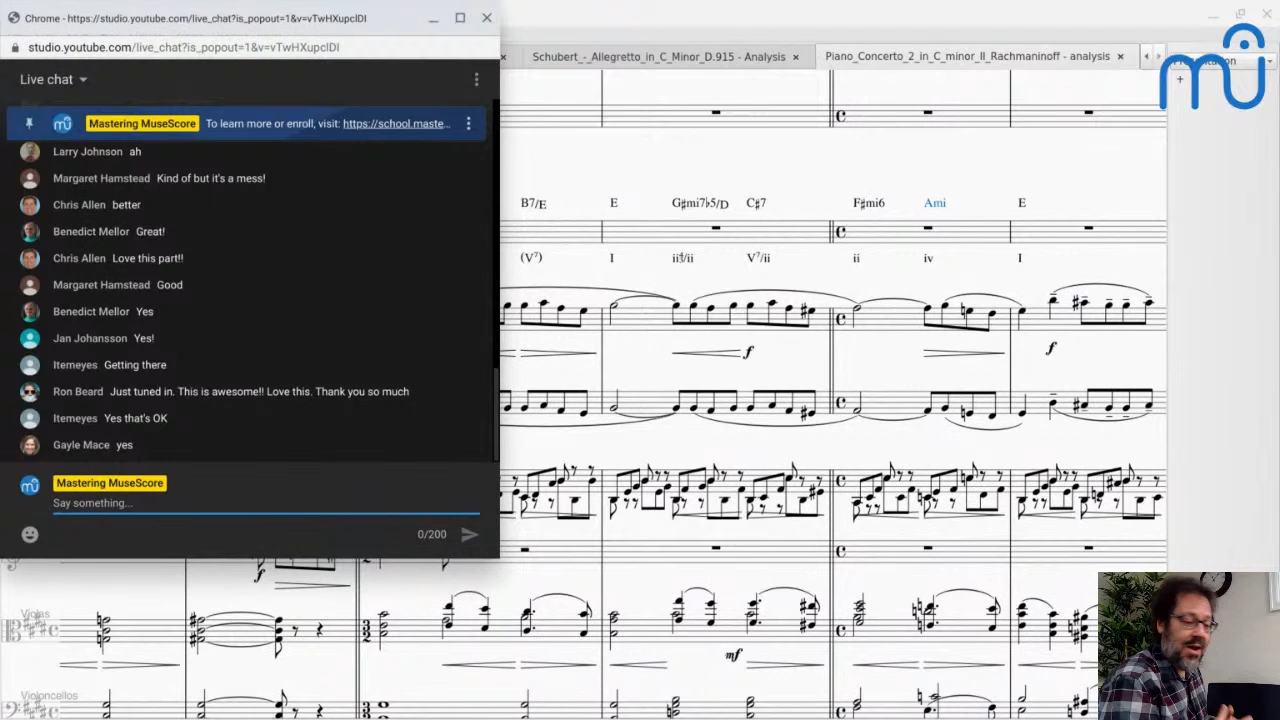 Chrome - https://studio.youtube.com/live_chat?is_popout=1&v=vTwHXupclDI
studio.youtube.com/live_chat?is_popout=1&v=vTwHXupclDI
Schubert_-_Allegretto_in_C_Minor_D.915 - Analysis
Piano_Concerto_2_in_C_minor_II_Rachmaninoff - analysis
Live chat
Mastering MuseScore To learn more or enroll, visit: https://school.maste...
Larry Johnson ah
Margaret Hamstead Kind of but it's a mess!
Chris Allen better
Benedict Mellor Great!
Chris Allen Love this part!!
Margaret Hamstead Good
Benedict Mellor Yes
Jan Johansson Yes!
Itemeyes Getting there
Ron Beard Just tuned in. This is awesome!! Love this. Thank you so much
Itemeyes Yes that's OK
Gayle Mace yes
Mastering MuseScore
Say something...
0/200
B7/E E G♯mi7♭5/D C♯7 F♯mi6 Ami E
(V⁷) I V⁷/ii ii iv I
f f
mf
f
Violas
Violoncellos